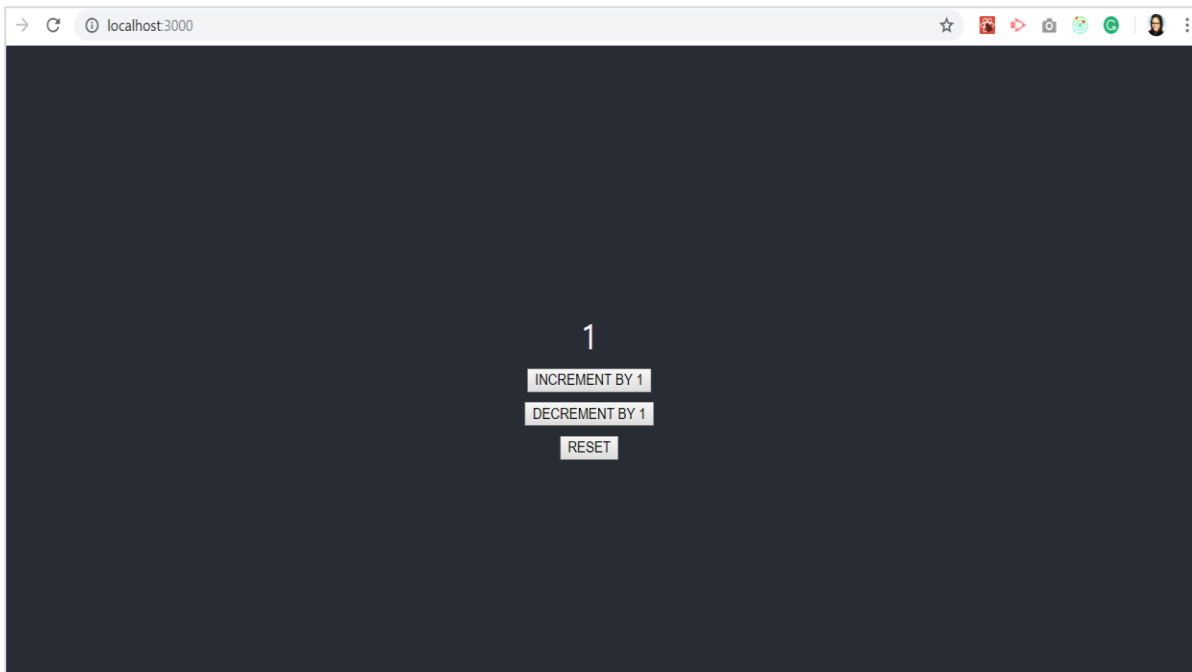 localhost:3000
1
INCREMENT BY 1
DECREMENT BY 1
RESET